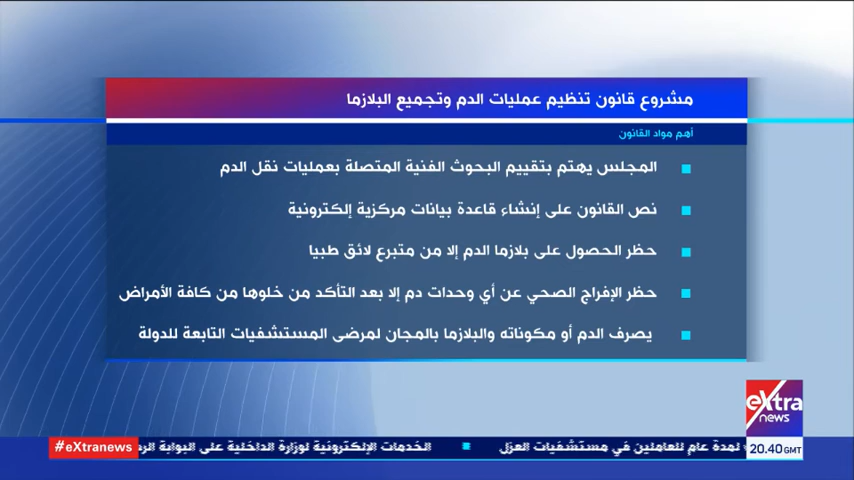 مشروع قانون تنظيم عمليات الدم وتجميع البلازما
أهم مواد القانون
المجلس يهتم بتقييم البحوث الفنية المتصلة بعمليات نقل الدم
نص القانون على إنشاء قاعدة بيانات مركزية إلكترونية
حظر الحصول على بلازما الدم إلا من متبرع لائق طبيا
حظر الإفراج الصحي عن أي وحدات دم إلا بعد التأكد من خلوها من كافة الأمراض
يصرف الدم أو مكوناته والبلازما بالمجان لمرضى المستشفيات التابعة للدولة
eXtra
news
لمدة عام للعاملين في مستشفيات العزل
الخدمات الإلكترونية لوزارة الداخلية على البوابة
#eXtranews
20.40 GMT